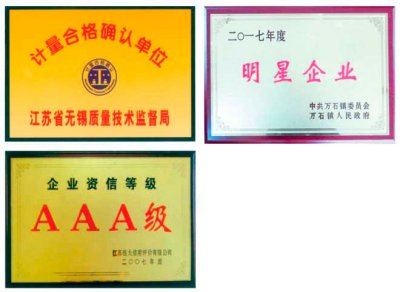 计量合格确认单位
江苏省无锡质量技术监督局
二〇一七年度
明星企业
中共万石镇委员会
万石镇人民政府
企业资信等级
AAA级
二〇〇七年度